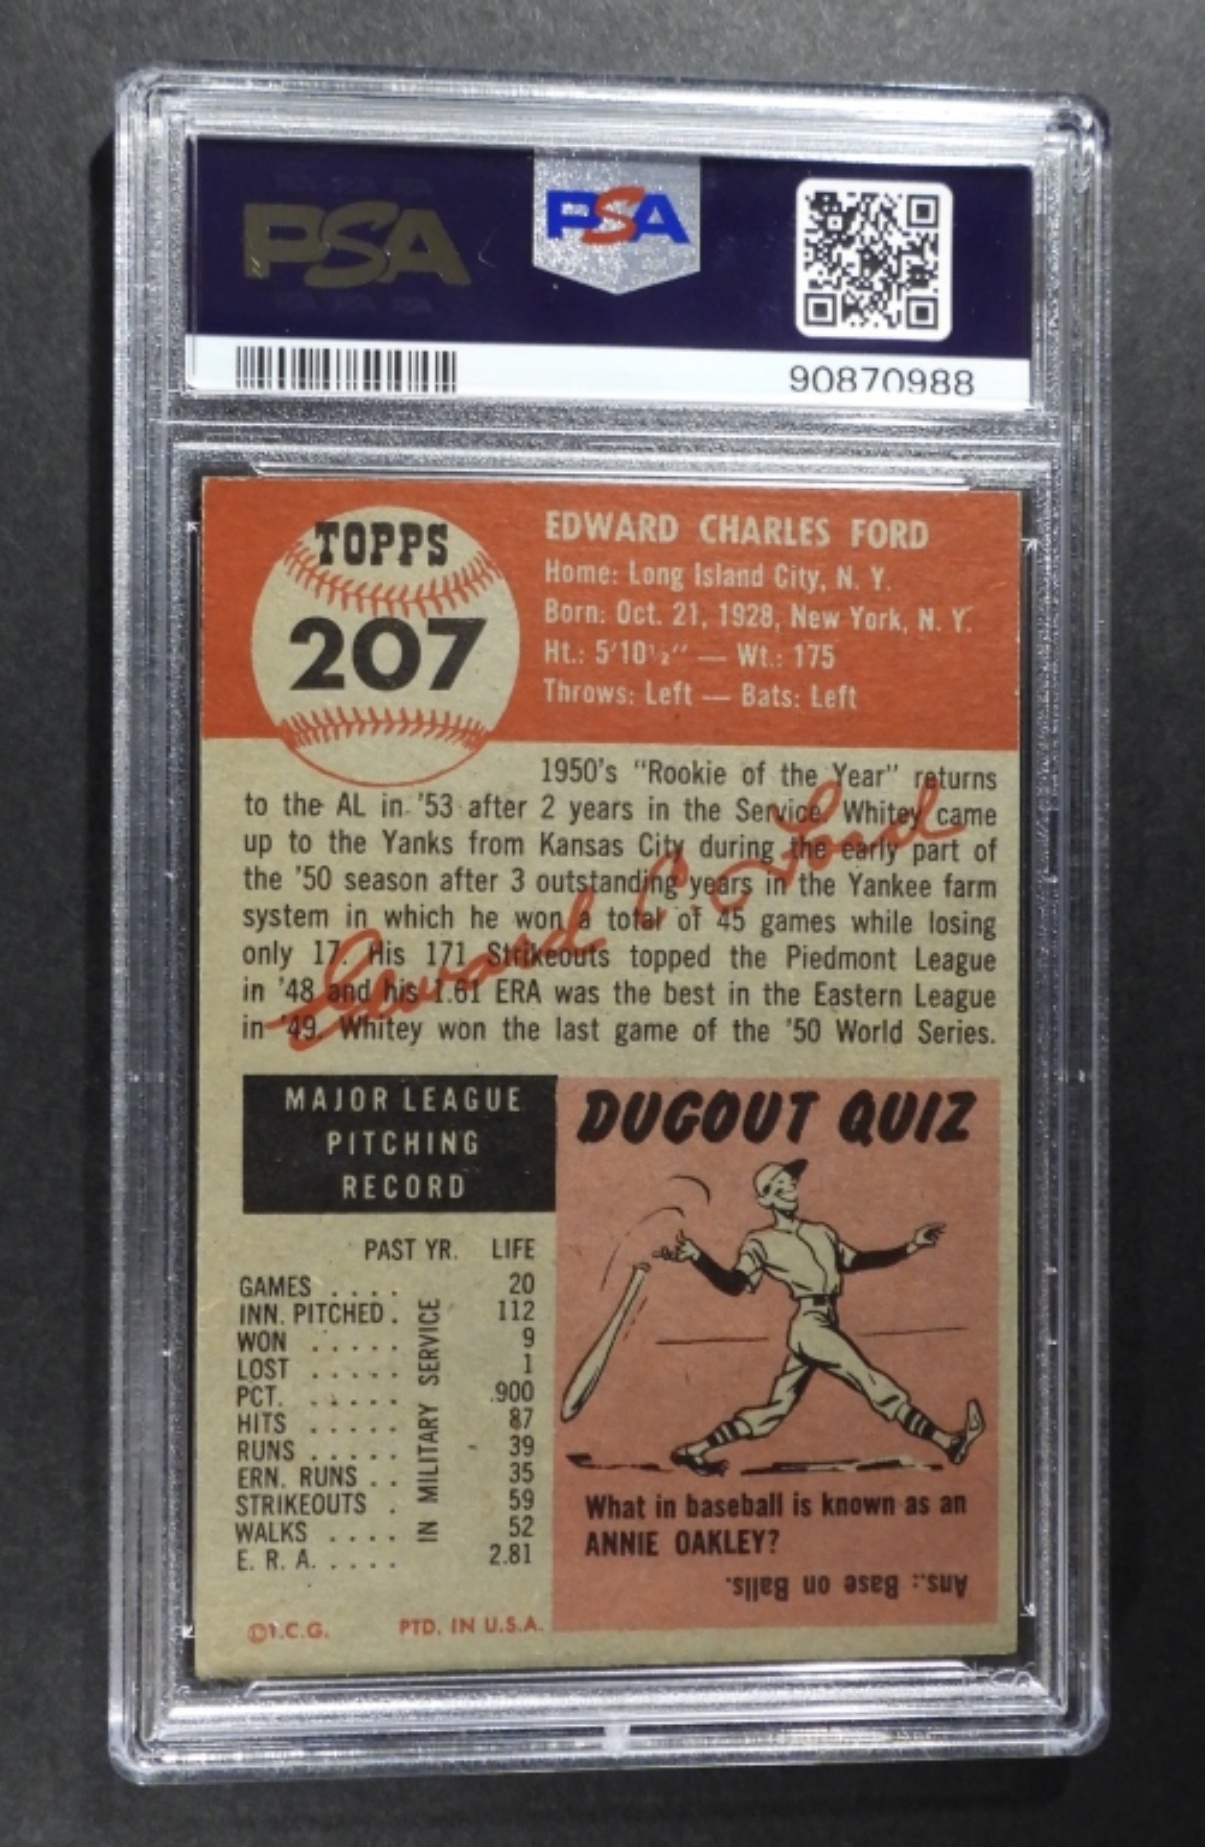 PSA
PSA
90870988
TOPPS
207
EDWARD CHARLES FORD
Home: Long Island City, N. Y.
Born: Oct. 21, 1928, New York, N. Y.
Ht.: 5'10½" — Wt.: 175
Throws: Left — Bats: Left
1950's "Rookie of the Year" returns
to the AL in '53 after 2 years in the Service. Whitey came
up to the Yanks from Kansas City during the early part of
the '50 season after 3 outstanding years in the Yankee farm
system in which he won a total of 45 games while losing
only 17. His 171 Strikeouts topped the Piedmont League
in '48 and his 1.61 ERA was the best in the Eastern League
in '49. Whitey won the last game of the '50 World Series.
Edward C. Ford
MAJOR LEAGUE
PITCHING
RECORD
PAST YR. LIFE
GAMES . . . . 20
INN. PITCHED . 112
WON . . . . . 9
LOST . . . . . 1
PCT. . . . . . .900
HITS . . . . . 87
RUNS . . . . . 39
ERN. RUNS . . 35
STRIKEOUTS . 59
WALKS . . . . 52
E. R. A. . . . . 2.81
IN MILITARY SERVICE
©T.C.G. PTD. IN U.S.A.
DUGOUT QUIZ
What in baseball is known as an
ANNIE OAKLEY?
Ans.: Base on Balls.